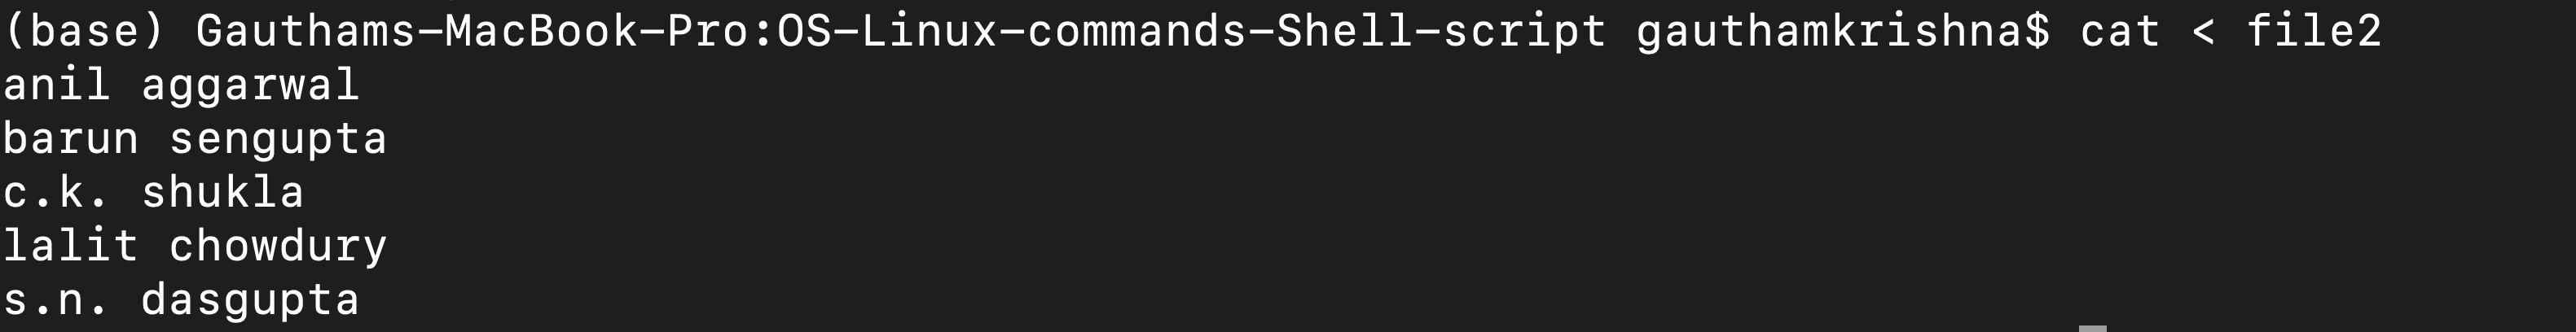 (base) Gauthams-MacBook-Pro:OS-Linux-commands-Shell-script gauthamkrishna$ cat < file2
anil aggarwal
barun sengupta
c.k. shukla
lalit chowdury
s.n. dasgupta